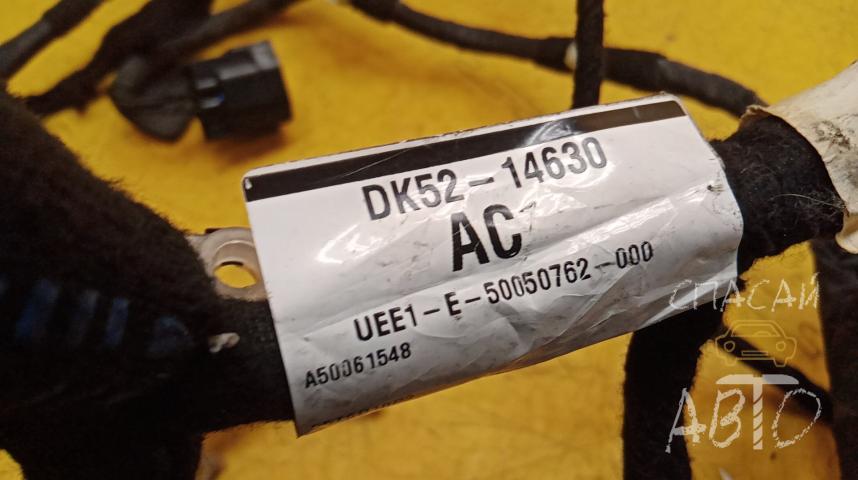 DK52-14630
AC
UEE1-E-50050762-000
A50061548
СПАСАЙ
АВТО